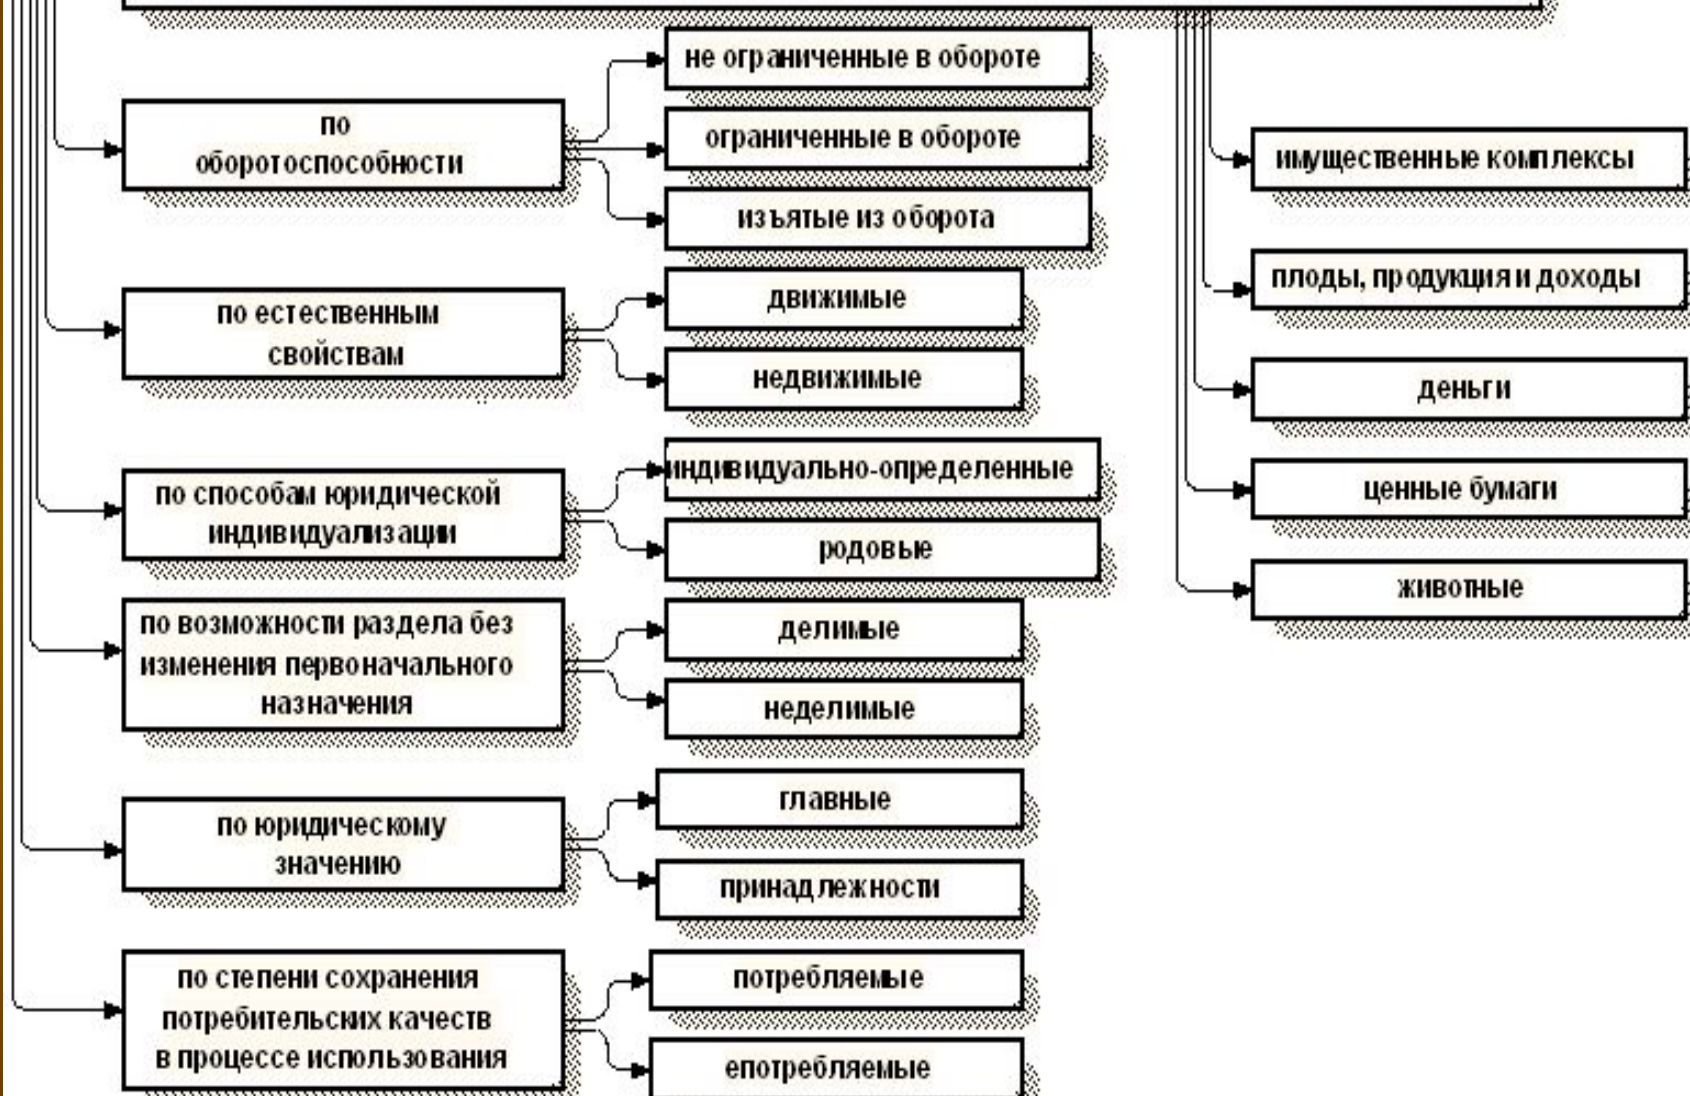 по
оборотоспособности
не ограниченные в обороте
ограниченные в обороте
изъятые из оборота
по естественным
свойствам
движимые
недвижимые
по способам юридической
индивидуализации
индивидуально-определенные
родовые
по возможности раздела без
изменения первоначального
назначения
делимые
неделимые
по юридическому
значению
главные
принадлежности
по степени сохранения
потребительских качеств
в процессе использования
потребляемые
епотребляемые
имущественные комплексы
плоды, продукция и доходы
деньги
ценные бумаги
животные